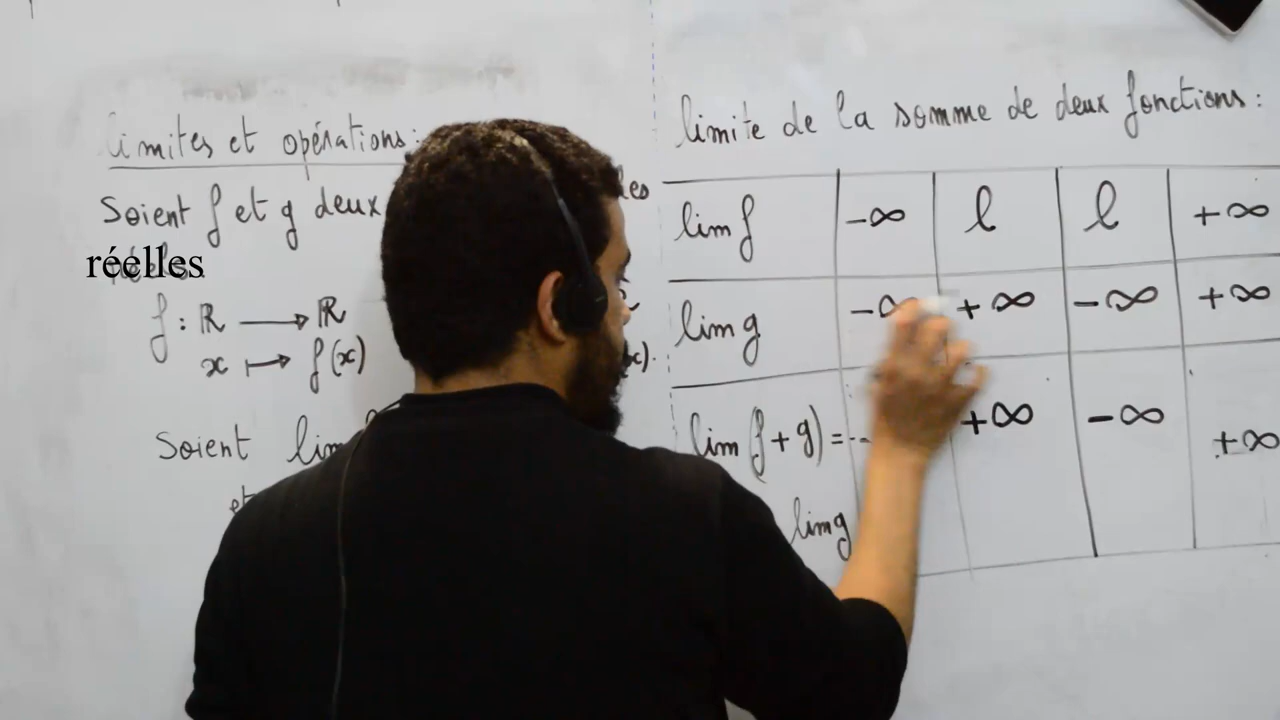 limites et opérations:
Soient f et g deux
réelles
f : ℝ ⟶ ℝ
x ⟼ f(x)
Soient lim
et
limite de la somme de deux fonctions :
lim f -∞ l l +∞
lim g -∞ +∞ -∞ +∞
lim (f+g) = +∞ -∞ +∞
lim g